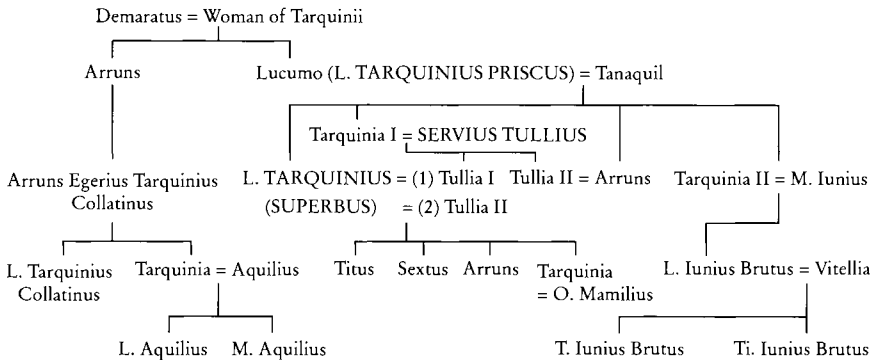 Demaratus = Woman of Tarquinii
Arruns
Lucumo (L. TARQUINIUS PRISCUS) = Tanaquil
Tarquinia I = SERVIUS TULLIUS
Arruns Egerius Tarquinius
Collatinus
L. TARQUINIUS = (1) Tullia I
(SUPERBUS) = (2) Tullia II
Tullia II = Arruns
Tarquinia II = M. Iunius
L. Tarquinius
Collatinus
Tarquinia = Aquilius
Titus
Sextus
Arruns
Tarquinia
= O. Mamilius
L. Iunius Brutus = Vitellia
L. Aquilius
M. Aquilius
T. Iunius Brutus
Ti. Iunius Brutus